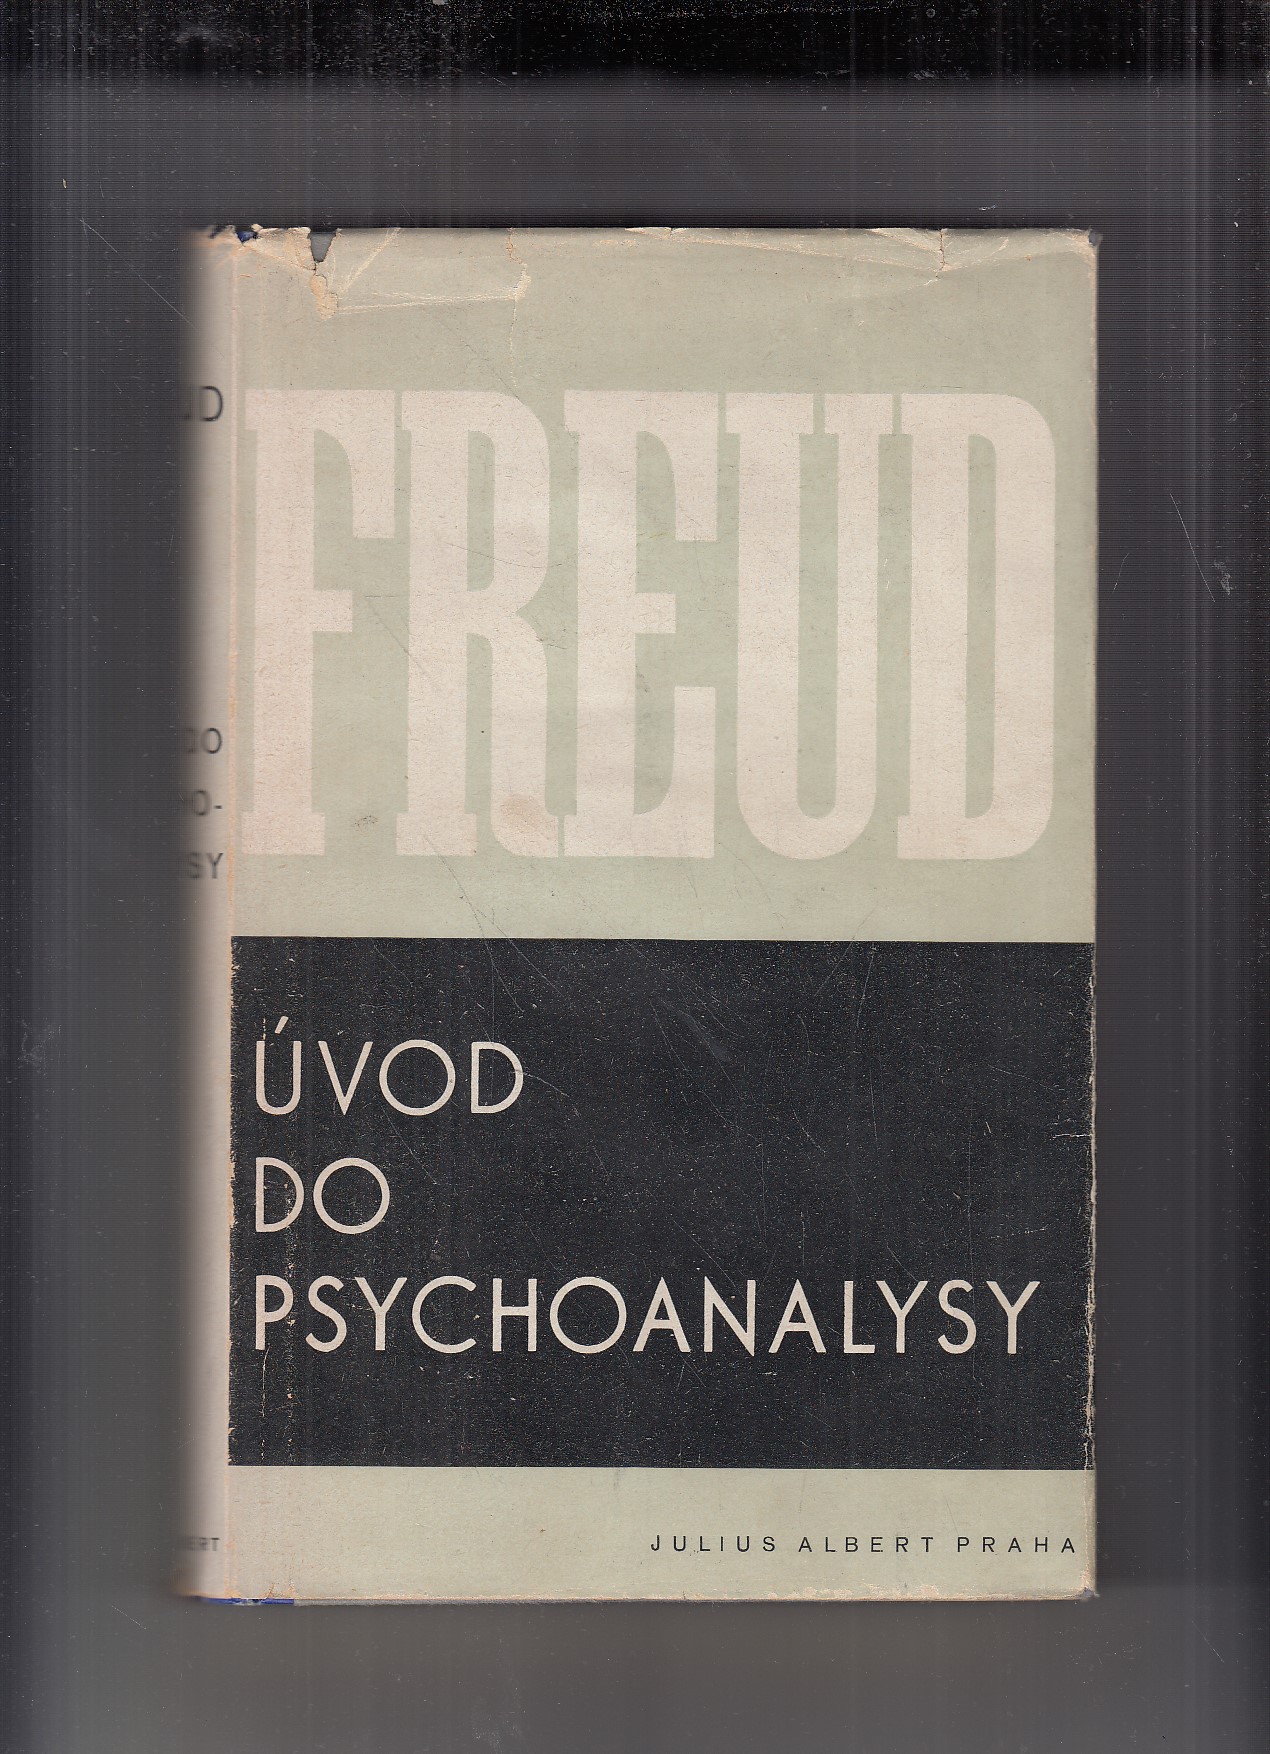 FREUD
ÚVOD
DO
PSYCHOANALYSY
JULIUS ALBERT PRAHA